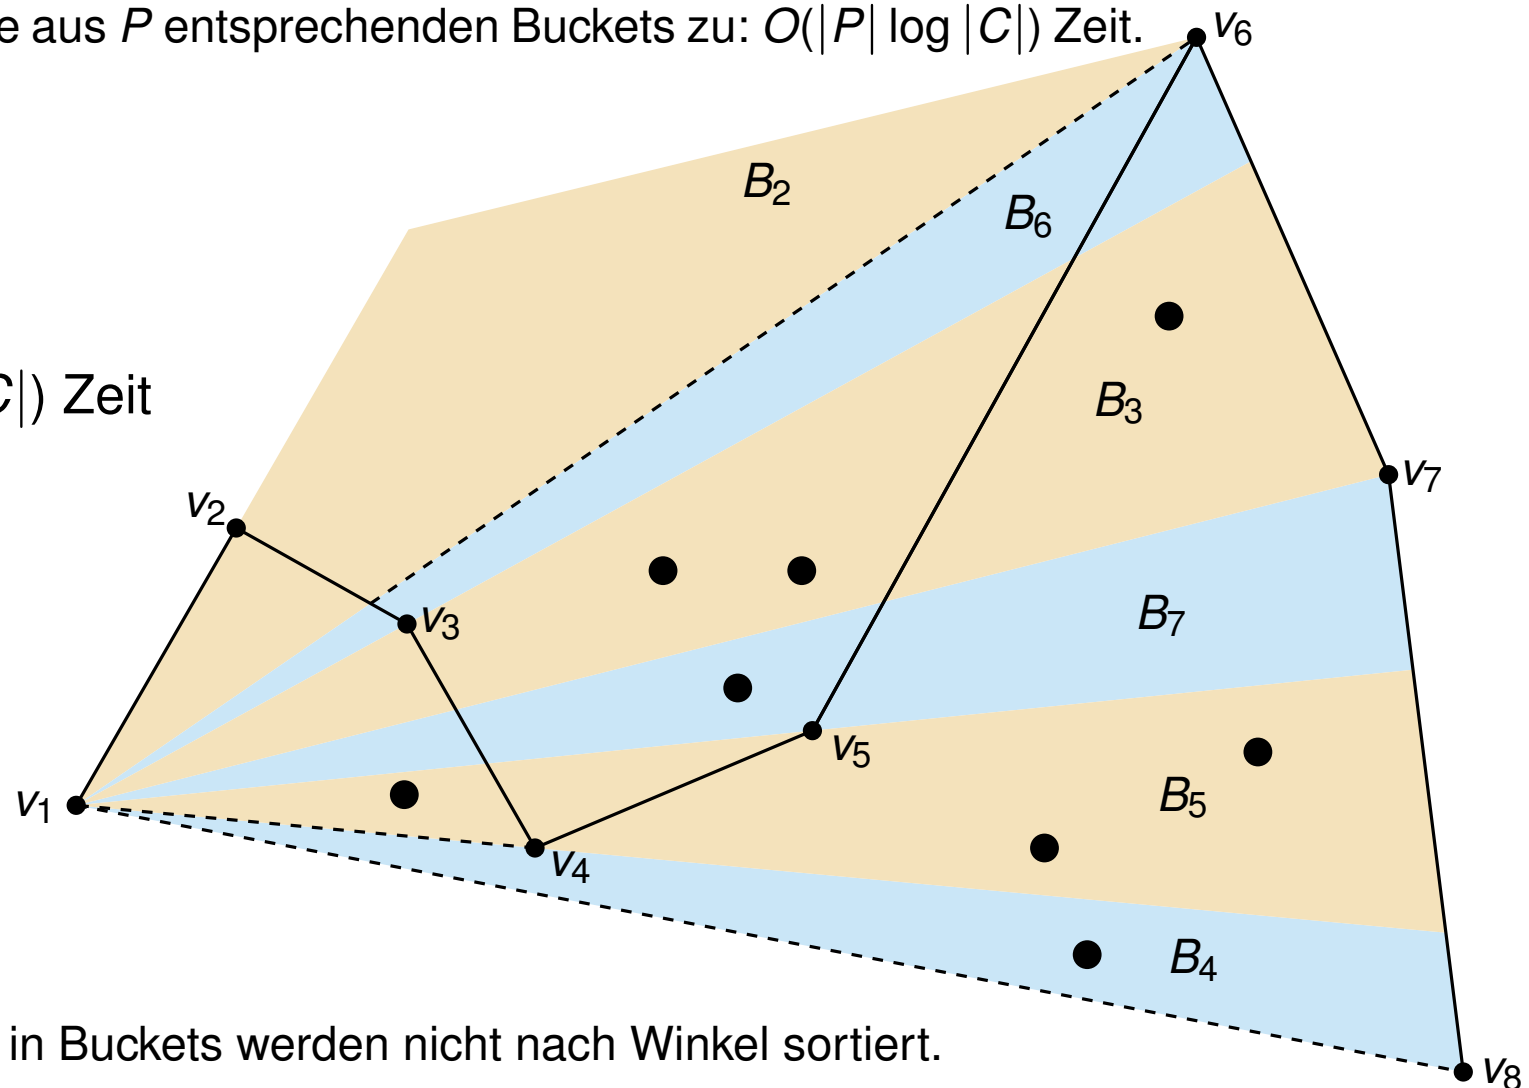 e aus P entsprechenden Buckets zu: O(|P| log |C|) Zeit.
v6
B2
B6
C|) Zeit
B3
v7
v2
v3
B7
v5
B5
v1
v4
B4
in Buckets werden nicht nach Winkel sortiert.
v8